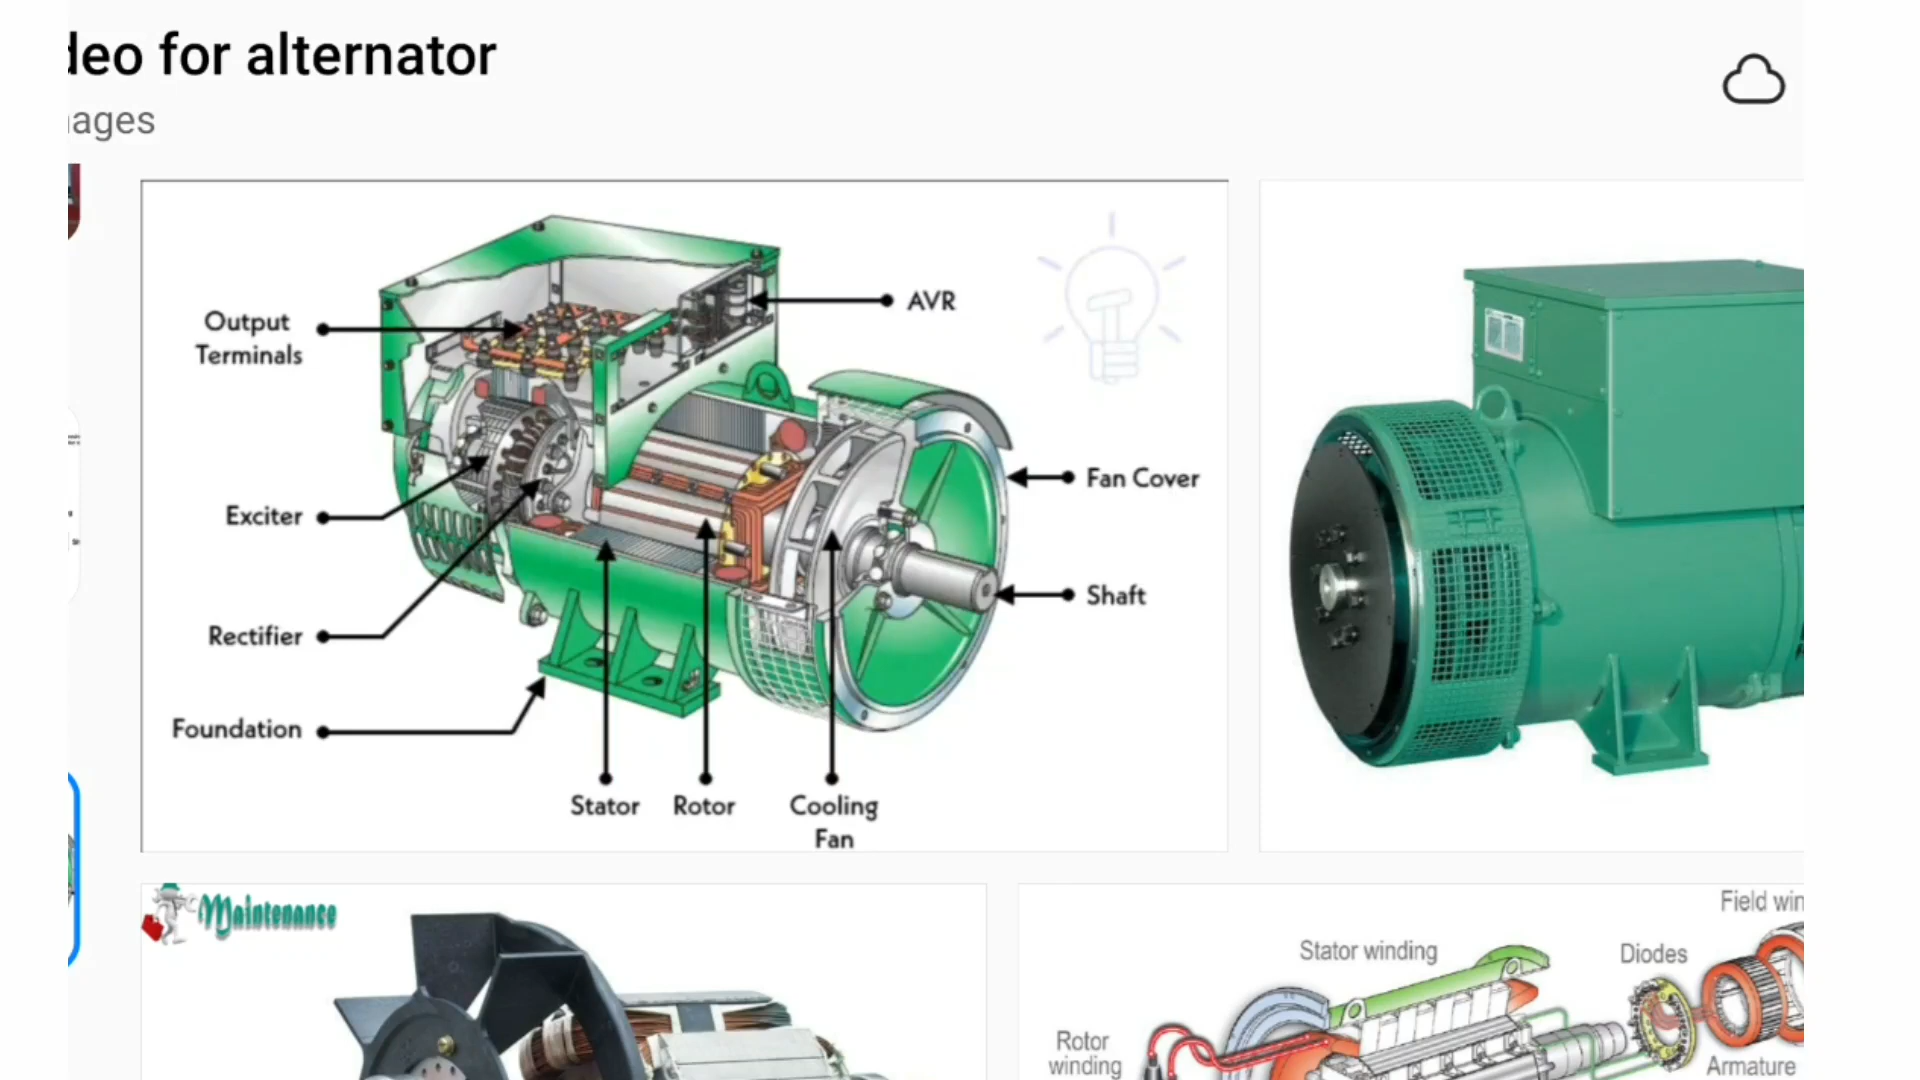 deo for alternator
ages
Output
Terminals
AVR
Fan Cover
Exciter
Shaft
Rectifier
Foundation
Stator
Rotor
Cooling
Fan
Maintenance
Field win
Stator winding
Diodes
Rotor
winding
Armature